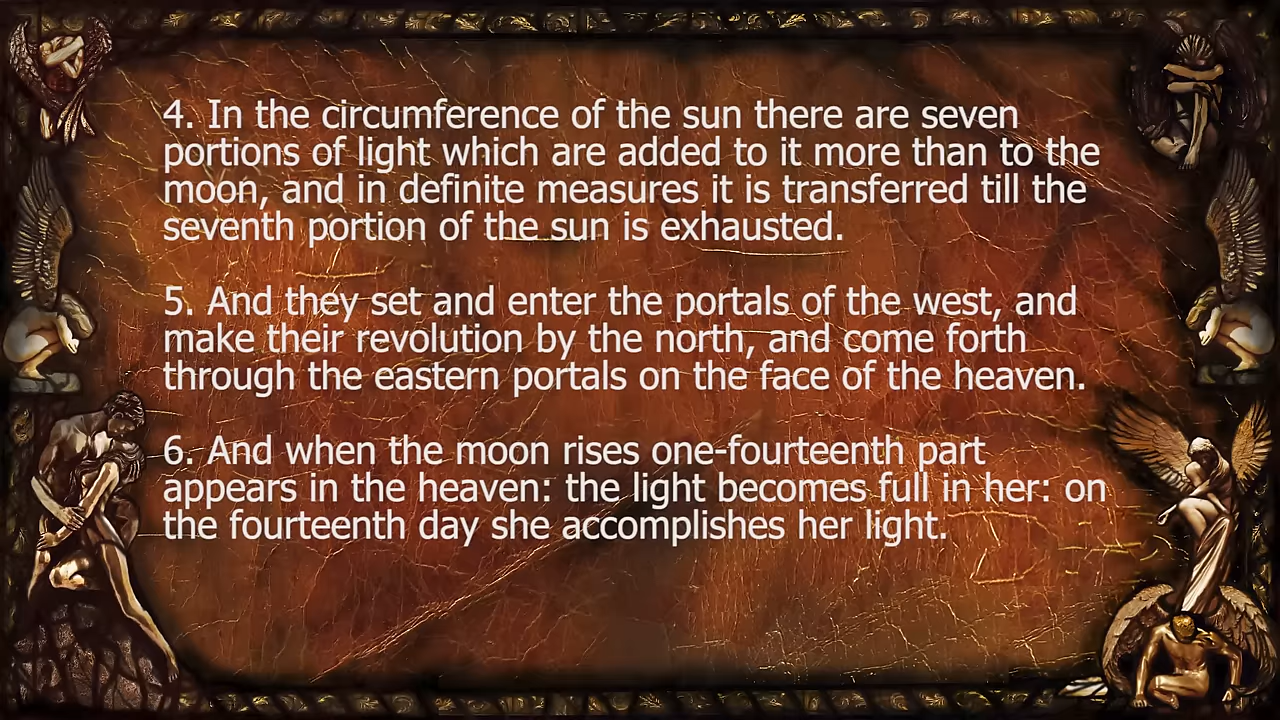 4. In the circumference of the sun there are seven
portions of light which are added to it more than to the
moon, and in definite measures it is transferred till the
seventh portion of the sun is exhausted.
5. And they set and enter the portals of the west, and
make their revolution by the north, and come forth
through the eastern portals on the face of the heaven.
6. And when the moon rises one-fourteenth part
appears in the heaven: the light becomes full in her: on
the fourteenth day she accomplishes her light.